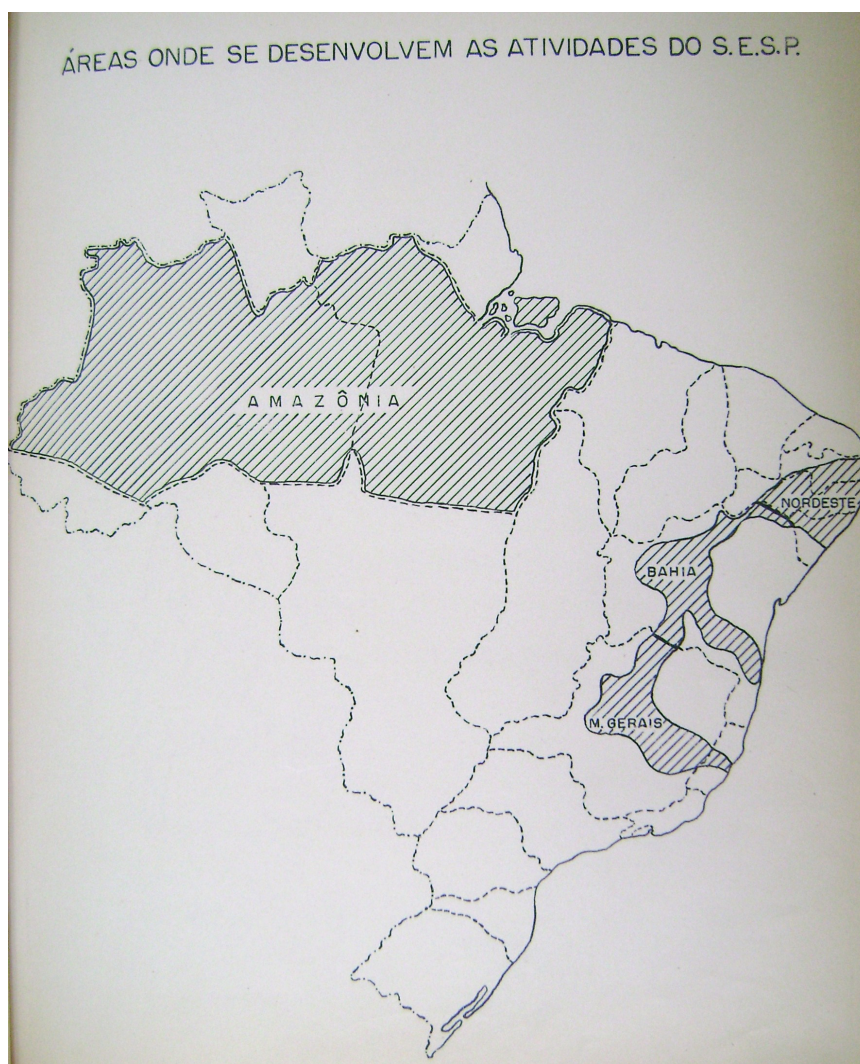 ÁREAS ONDE SE DESENVOLVEM AS ATIVIDADES DO S.E.S.P.
AMAZÔNIA
NORDESTE
BAHIA
M. GERAIS